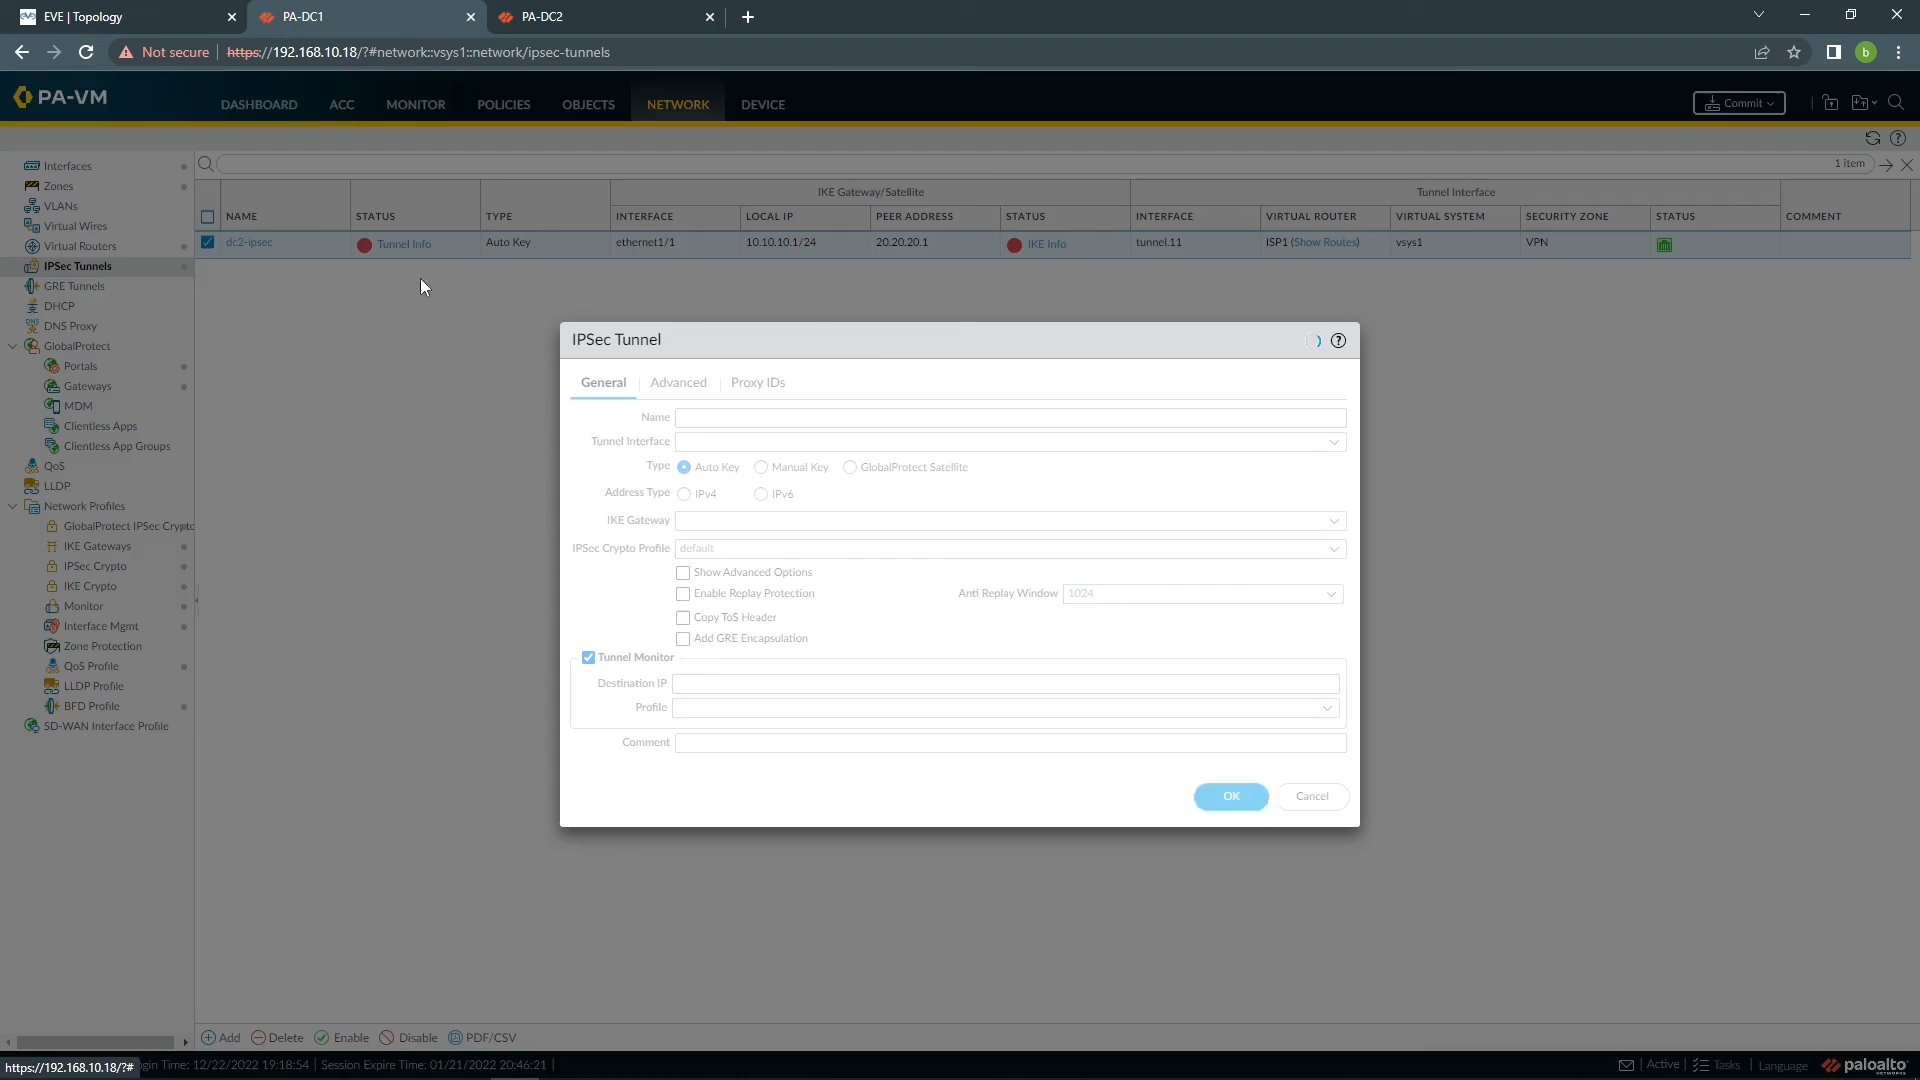 EVE | Topology
PA-DC1
PA-DC2
Not secure
https://192.168.10.18/?#network::vsys1::network/ipsec-tunnels
b
PA-VM
DASHBOARD
ACC
MONITOR
POLICIES
OBJECTS
NETWORK
DEVICE
Commit
Interfaces
Zones
VLANs
Virtual Wires
Virtual Routers
IPSec Tunnels
GRE Tunnels
DHCP
DNS Proxy
GlobalProtect
Portals
Gateways
MDM
Clientless Apps
Clientless App Groups
QoS
LLDP
Network Profiles
GlobalProtect IPSec Crypto
IKE Gateways
IPSec Crypto
IKE Crypto
Monitor
Interface Mgmt
Zone Protection
QoS Profile
LLDP Profile
BFD Profile
SD-WAN Interface Profile
1 item
IKE Gateway/Satellite
Tunnel Interface
NAME STATUS TYPE INTERFACE LOCAL IP PEER ADDRESS STATUS INTERFACE VIRTUAL ROUTER VIRTUAL SYSTEM SECURITY ZONE STATUS COMMENT
dc2-ipsec Tunnel Info Auto Key ethernet1/1 10.10.10.1/24 20.20.20.1 IKE Info tunnel.11 ISP1 (Show Routes) vsys1 VPN
IPSec Tunnel
General Advanced Proxy IDs
Name
Tunnel Interface
Type Auto Key Manual Key GlobalProtect Satellite
Address Type IPv4 IPv6
IKE Gateway
IPSec Crypto Profile default
Show Advanced Options
Enable Replay Protection Anti Replay Window 1024
Copy ToS Header
Add GRE Encapsulation
Tunnel Monitor
Destination IP
Profile
Comment
OK Cancel
Add Delete Enable Disable PDF/CSV
https://192.168.10.18/?#
gin Time: 12/22/2022 19:18:54 | Session Expire Time: 01/21/2022 20:46:21 |
Active Tasks Language paloalto
NETWORKS